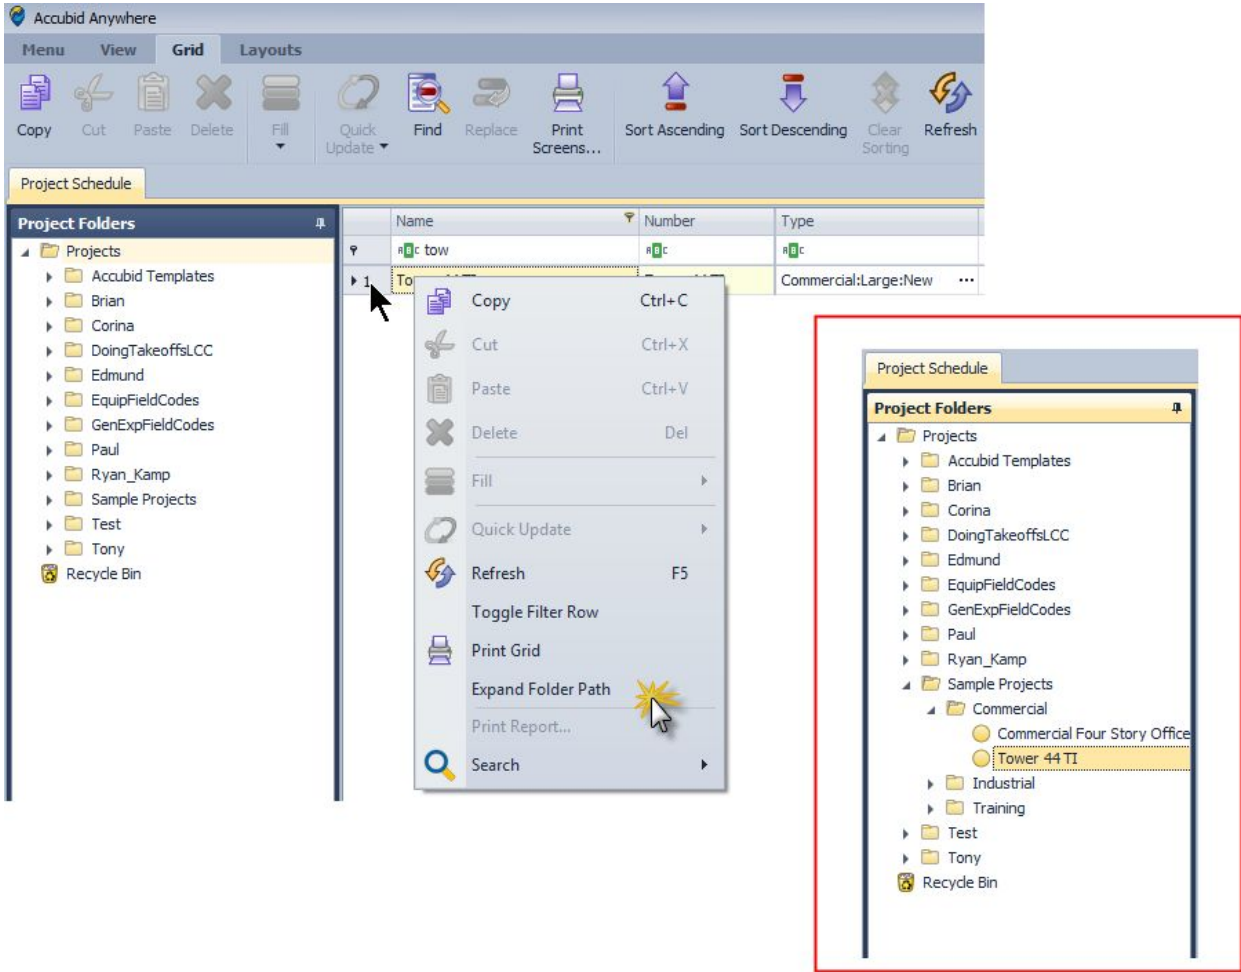 Accubid Anywhere
Menu View Grid Layouts
Copy Cut Paste Delete Fill Quick Update Find Replace Print Screens... Sort Ascending Sort Descending Clear Sorting Refresh
Project Schedule
Project Folders
Projects
Accubid Templates
Brian
Corina
DoingTakeoffsLCC
Edmund
EquipFieldCodes
GenExpFieldCodes
Paul
Ryan_Kamp
Sample Projects
Test
Tony
Recycle Bin
Name Number Type
ABC tow ABC ABC
1 Commercial:Large:New ...
Copy Ctrl+C
Cut Ctrl+X
Paste Ctrl+V
Delete Del
Fill
Quick Update
Refresh F5
Toggle Filter Row
Print Grid
Expand Folder Path
Print Report...
Search
Project Schedule
Project Folders
Projects
Accubid Templates
Brian
Corina
DoingTakeoffsLCC
Edmund
EquipFieldCodes
GenExpFieldCodes
Paul
Ryan_Kamp
Sample Projects
Commercial
Commercial Four Story Office
Tower 44 TI
Industrial
Training
Test
Tony
Recycle Bin